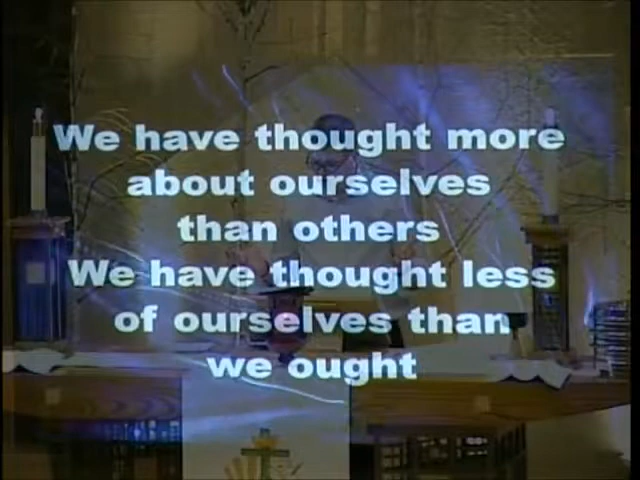 We have thought more
about ourselves
than others
We have thought less
of ourselves than
we ought